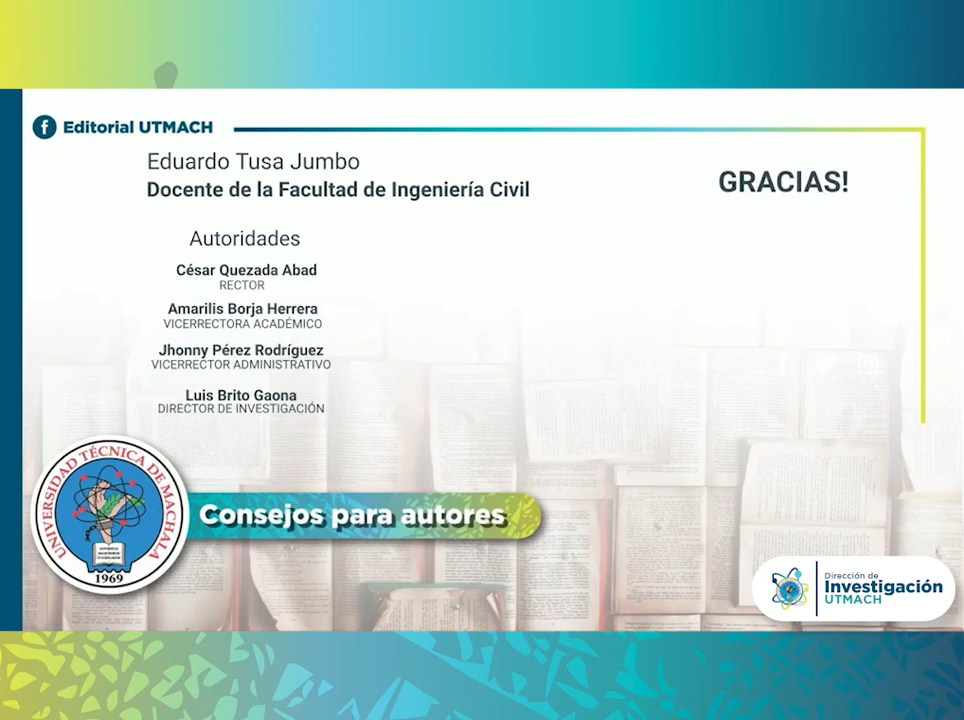 Editorial UTMACH
Eduardo Tusa Jumbo
Docente de la Facultad de Ingeniería Civil
GRACIAS!
Autoridades
César Quezada Abad
RECTOR
Amarilis Borja Herrera
VICERRECTORA ACADÉMICO
Jhonny Pérez Rodríguez
VICERRECTOR ADMINISTRATIVO
Luis Brito Gaona
DIRECTOR DE INVESTIGACIÓN
UNIVERSIDAD TÉCNICA DE MACHALA
1969
Consejos para autores
Dirección de
Investigación
UTMACH